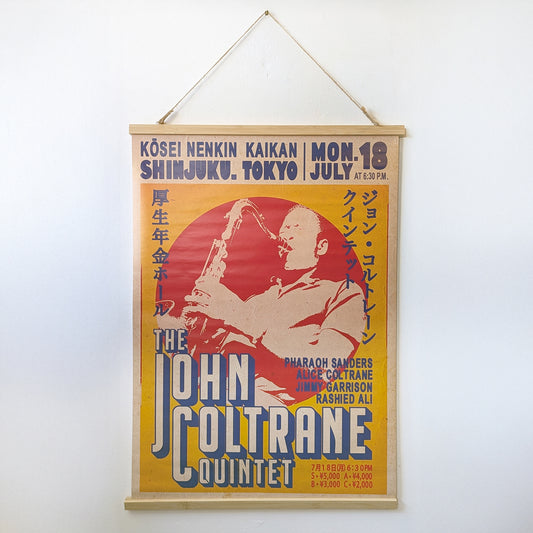 KŌSEI NENKIN KAIKAN
SHINJUKU. TOKYO
MON. 18
JULY AT 6:30 P.M.
厚生年金ホール
ジョン・コルトレーン
クインテット
THE
JOHN
COLTRANE
QUINTET
PHARAOH SANDERS
ALICE COLTRANE
JIMMY GARRISON
RASHIED ALI
7月18日(月) 6:30PM
S・¥5,000 A・¥4,000
B・¥3,000 C・¥2,000